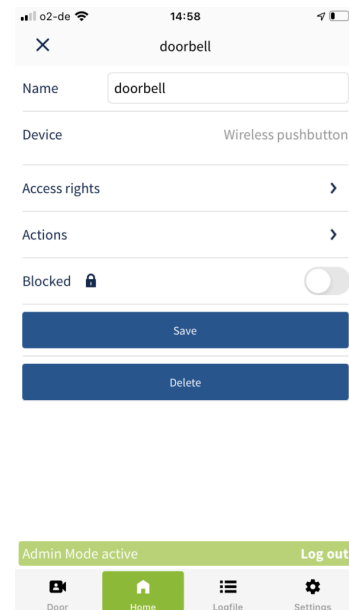 o2-de 14:58
doorbell
Name doorbell
Device Wireless pushbutton
Access rights
Actions
Blocked
Save
Delete
Admin Mode active Log out
Door Home Logfile Settings